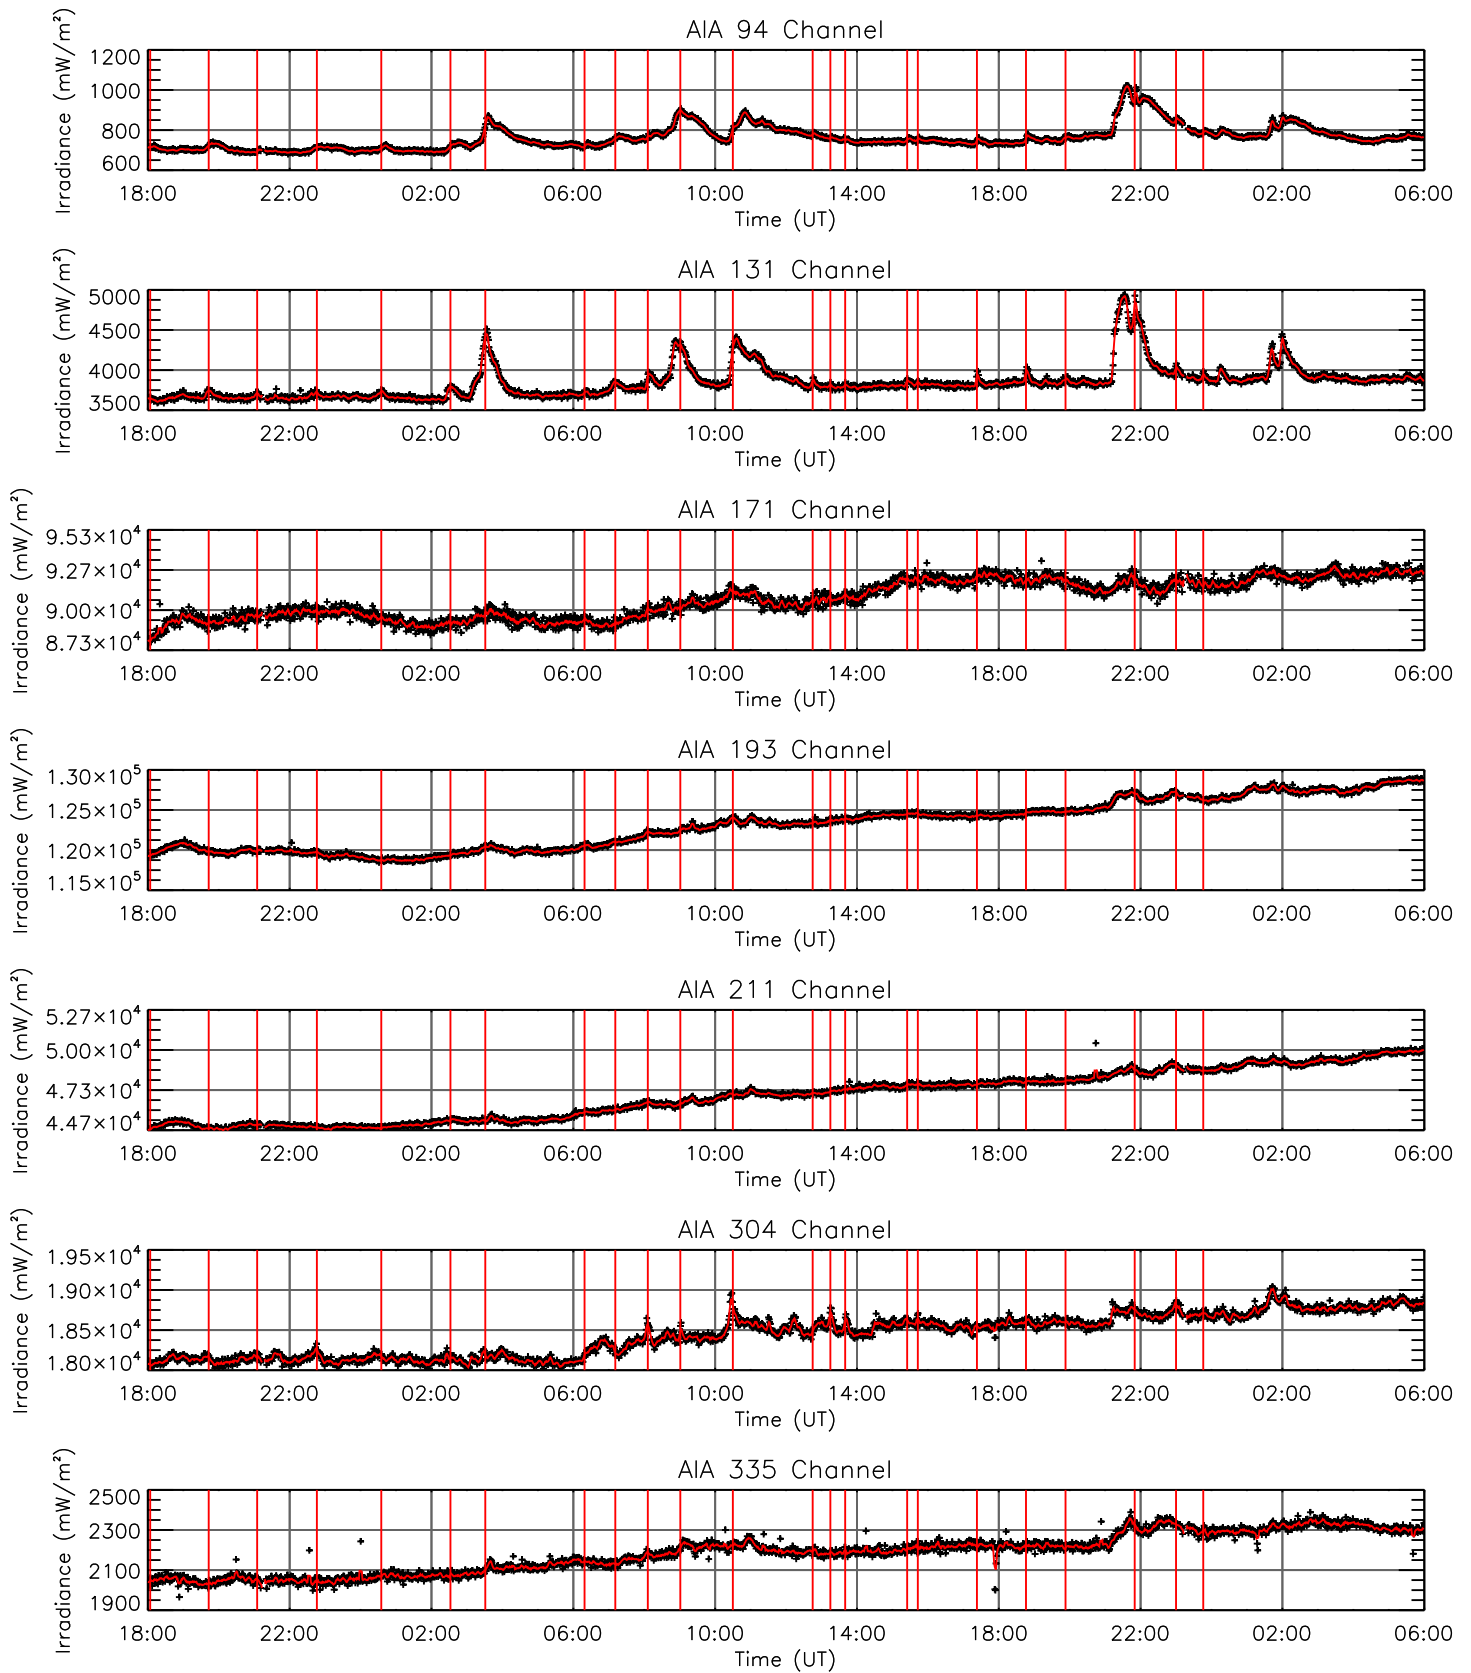 AIA 94 Channel
Irradiance (mW/m²)
1200
1000
800
600
18:00 22:00 02:00 06:00 10:00 14:00 18:00 22:00 02:00 06:00
Time (UT)
AIA 131 Channel
Irradiance (mW/m²)
5000
4500
4000
3500
18:00 22:00 02:00 06:00 10:00 14:00 18:00 22:00 02:00 06:00
Time (UT)
AIA 171 Channel
Irradiance (mW/m²)
9.53×10⁴
9.27×10⁴
9.00×10⁴
8.73×10⁴
18:00 22:00 02:00 06:00 10:00 14:00 18:00 22:00 02:00 06:00
Time (UT)
AIA 193 Channel
Irradiance (mW/m²)
1.30×10⁵
1.25×10⁵
1.20×10⁵
1.15×10⁵
18:00 22:00 02:00 06:00 10:00 14:00 18:00 22:00 02:00 06:00
Time (UT)
AIA 211 Channel
Irradiance (mW/m²)
5.27×10⁴
5.00×10⁴
4.73×10⁴
4.47×10⁴
18:00 22:00 02:00 06:00 10:00 14:00 18:00 22:00 02:00 06:00
Time (UT)
AIA 304 Channel
Irradiance (mW/m²)
1.95×10⁴
1.90×10⁴
1.85×10⁴
1.80×10⁴
18:00 22:00 02:00 06:00 10:00 14:00 18:00 22:00 02:00 06:00
Time (UT)
AIA 335 Channel
Irradiance (mW/m²)
2500
2300
2100
1900
18:00 22:00 02:00 06:00 10:00 14:00 18:00 22:00 02:00 06:00
Time (UT)